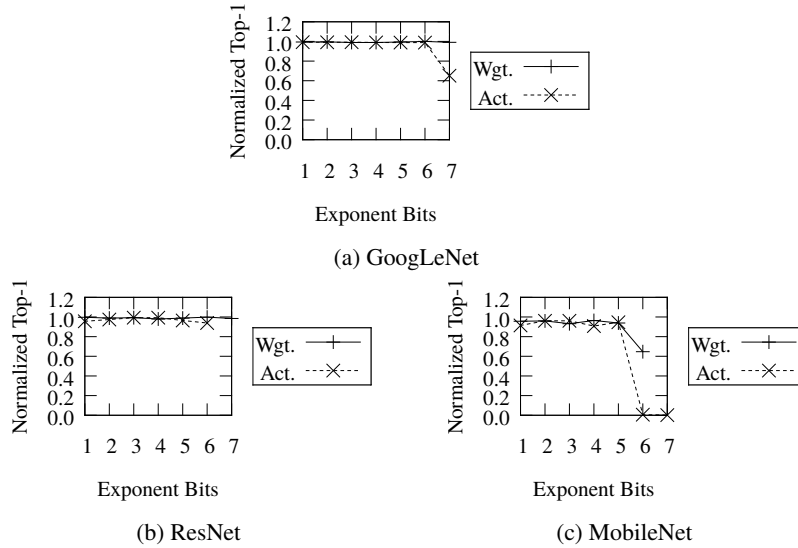 Normalized Top-1
1.2
1.0
0.8
0.6
0.4
0.2
0.0
1 2 3 4 5 6 7
Exponent Bits
Wgt.
Act.
(a) GoogLeNet
Normalized Top-1
1.2
1.0
0.8
0.6
0.4
0.2
0.0
1 2 3 4 5 6 7
Exponent Bits
Wgt.
Act.
(b) ResNet
Normalized Top-1
1.2
1.0
0.8
0.6
0.4
0.2
0.0
1 2 3 4 5 6 7
Exponent Bits
Wgt.
Act.
(c) MobileNet